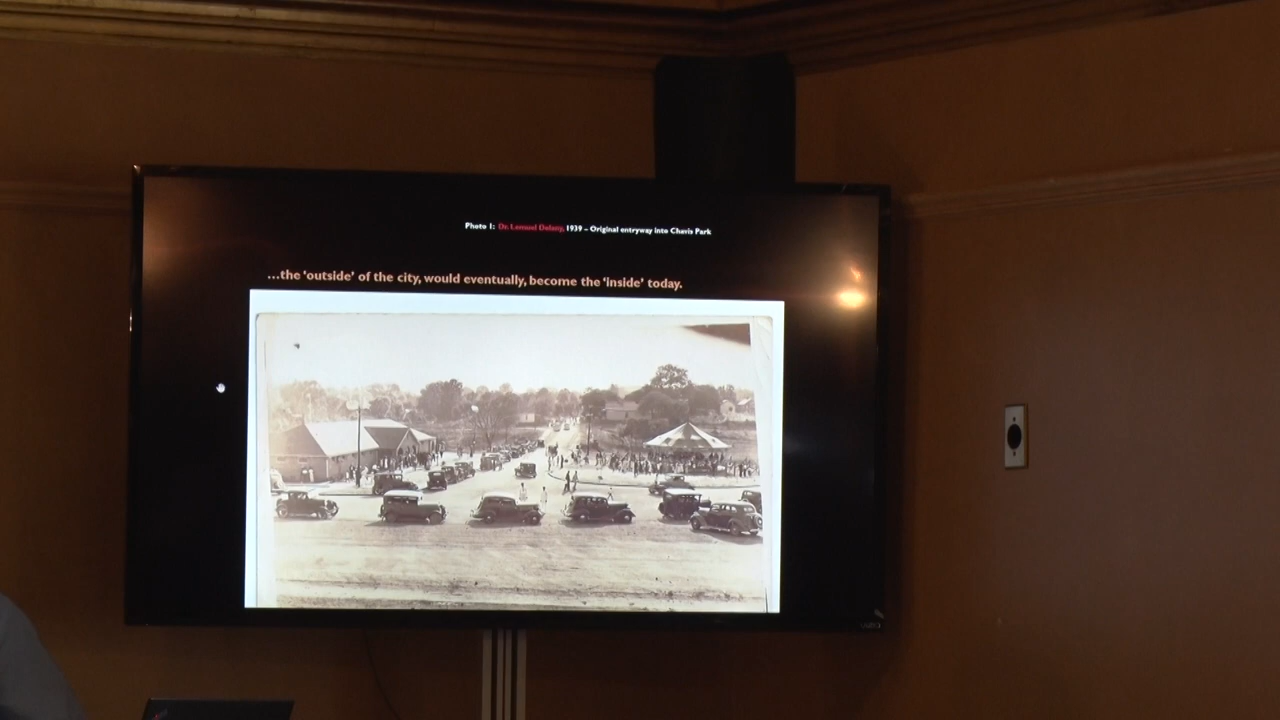 Photo 1: Dr. Lemuel Delany, 1939 – Original entryway into Chavis Park
...the 'outside' of the city, would eventually, become the 'inside' today.